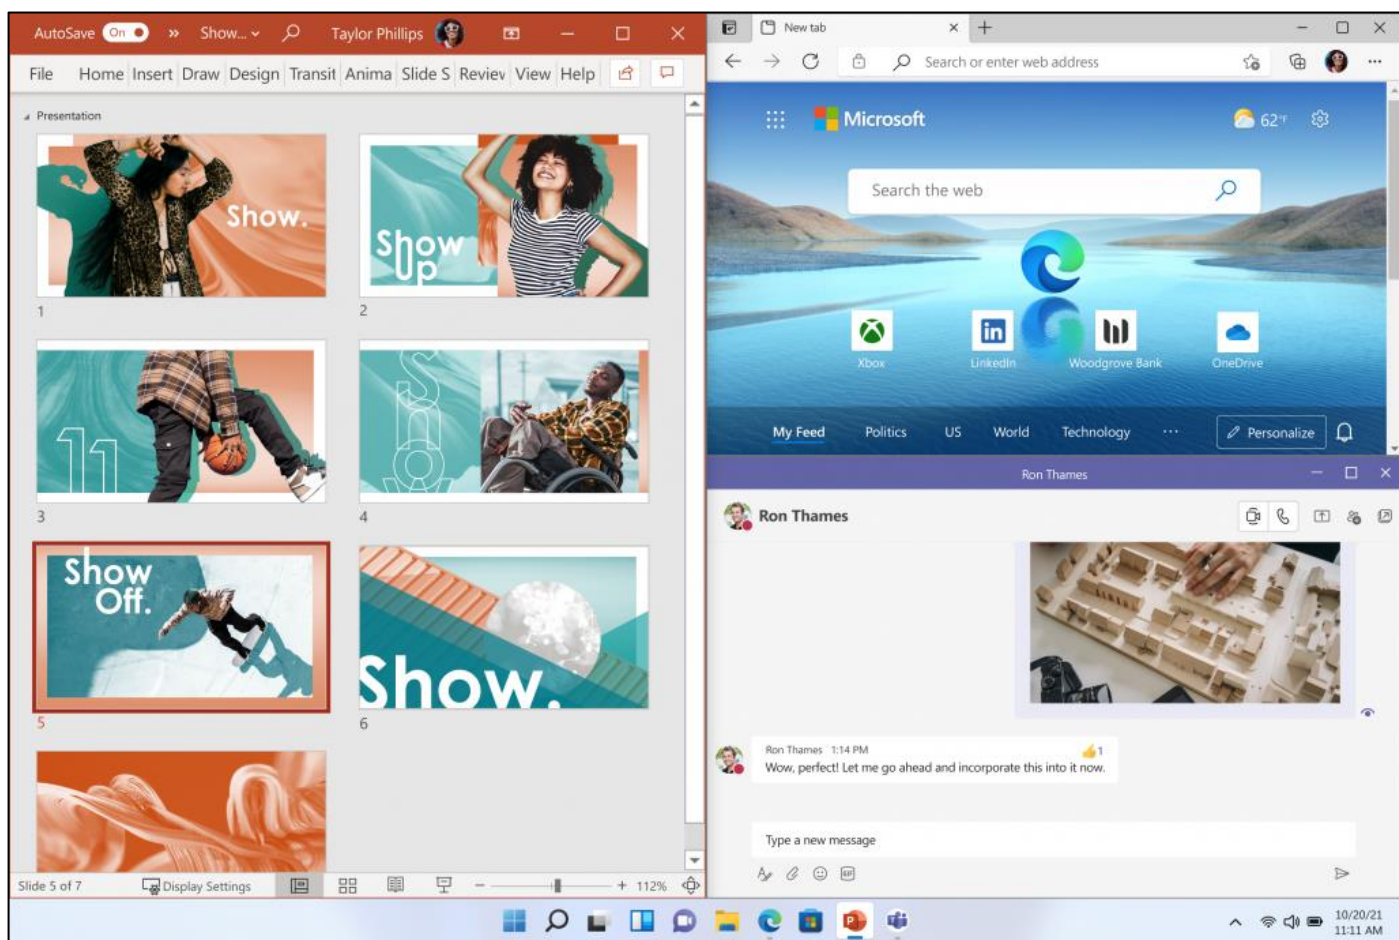 AutoSave On » Show... Taylor Phillips
File Home Insert Draw Design Transit Anima Slide S Review View Help
Presentation
Show.
1
Show
Up
2
11
3
Show
4
Show
Off.
5
Show.
6
Slide 5 of 7 Display Settings 112%
New tab
Search or enter web address
Microsoft 62°F
Search the web
Xbox LinkedIn Woodgrove Bank OneDrive
My Feed Politics US World Technology ... Personalize
Ron Thames
Ron Thames
Ron Thames 1:14 PM 1
Wow, perfect! Let me go ahead and incorporate this into it now.
Type a new message
GIF
10/20/21
11:11 AM